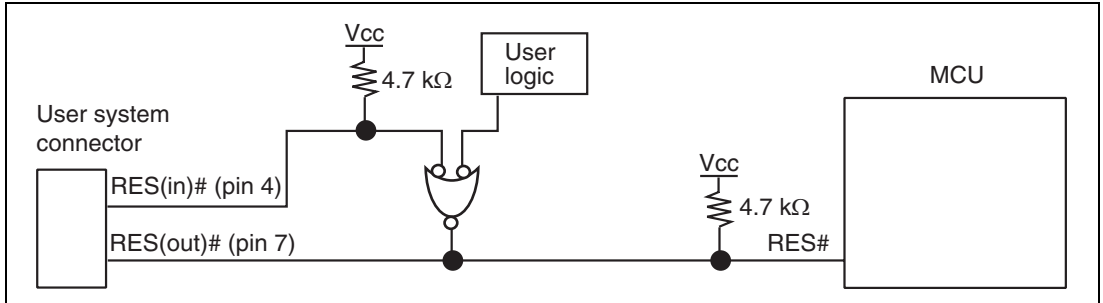 Vcc
4.7 kΩ
User
logic
MCU
User system
connector
RES(in)# (pin 4)
Vcc
4.7 kΩ
RES(out)# (pin 7)
RES#